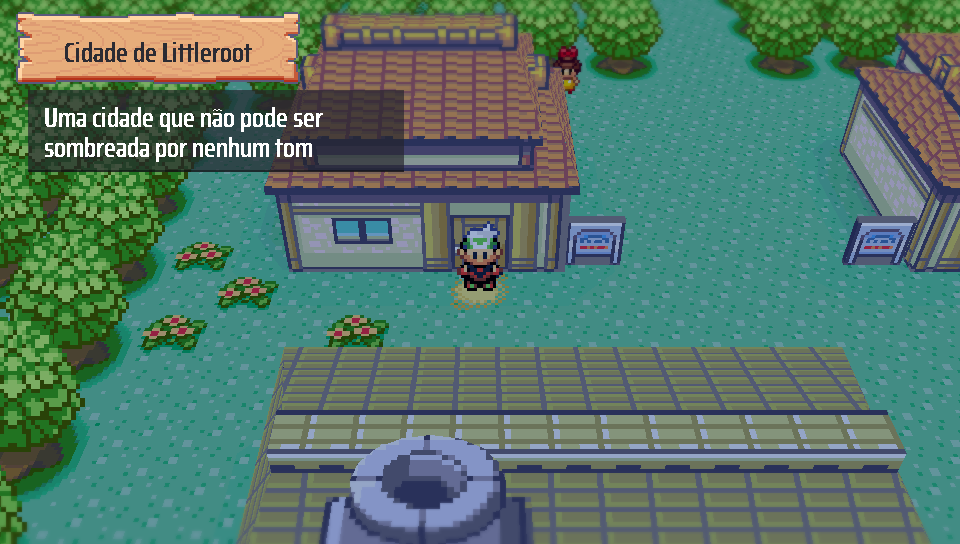 Cidade de Littleroot
Uma cidade que não pode ser
sombreada por nenhum tom